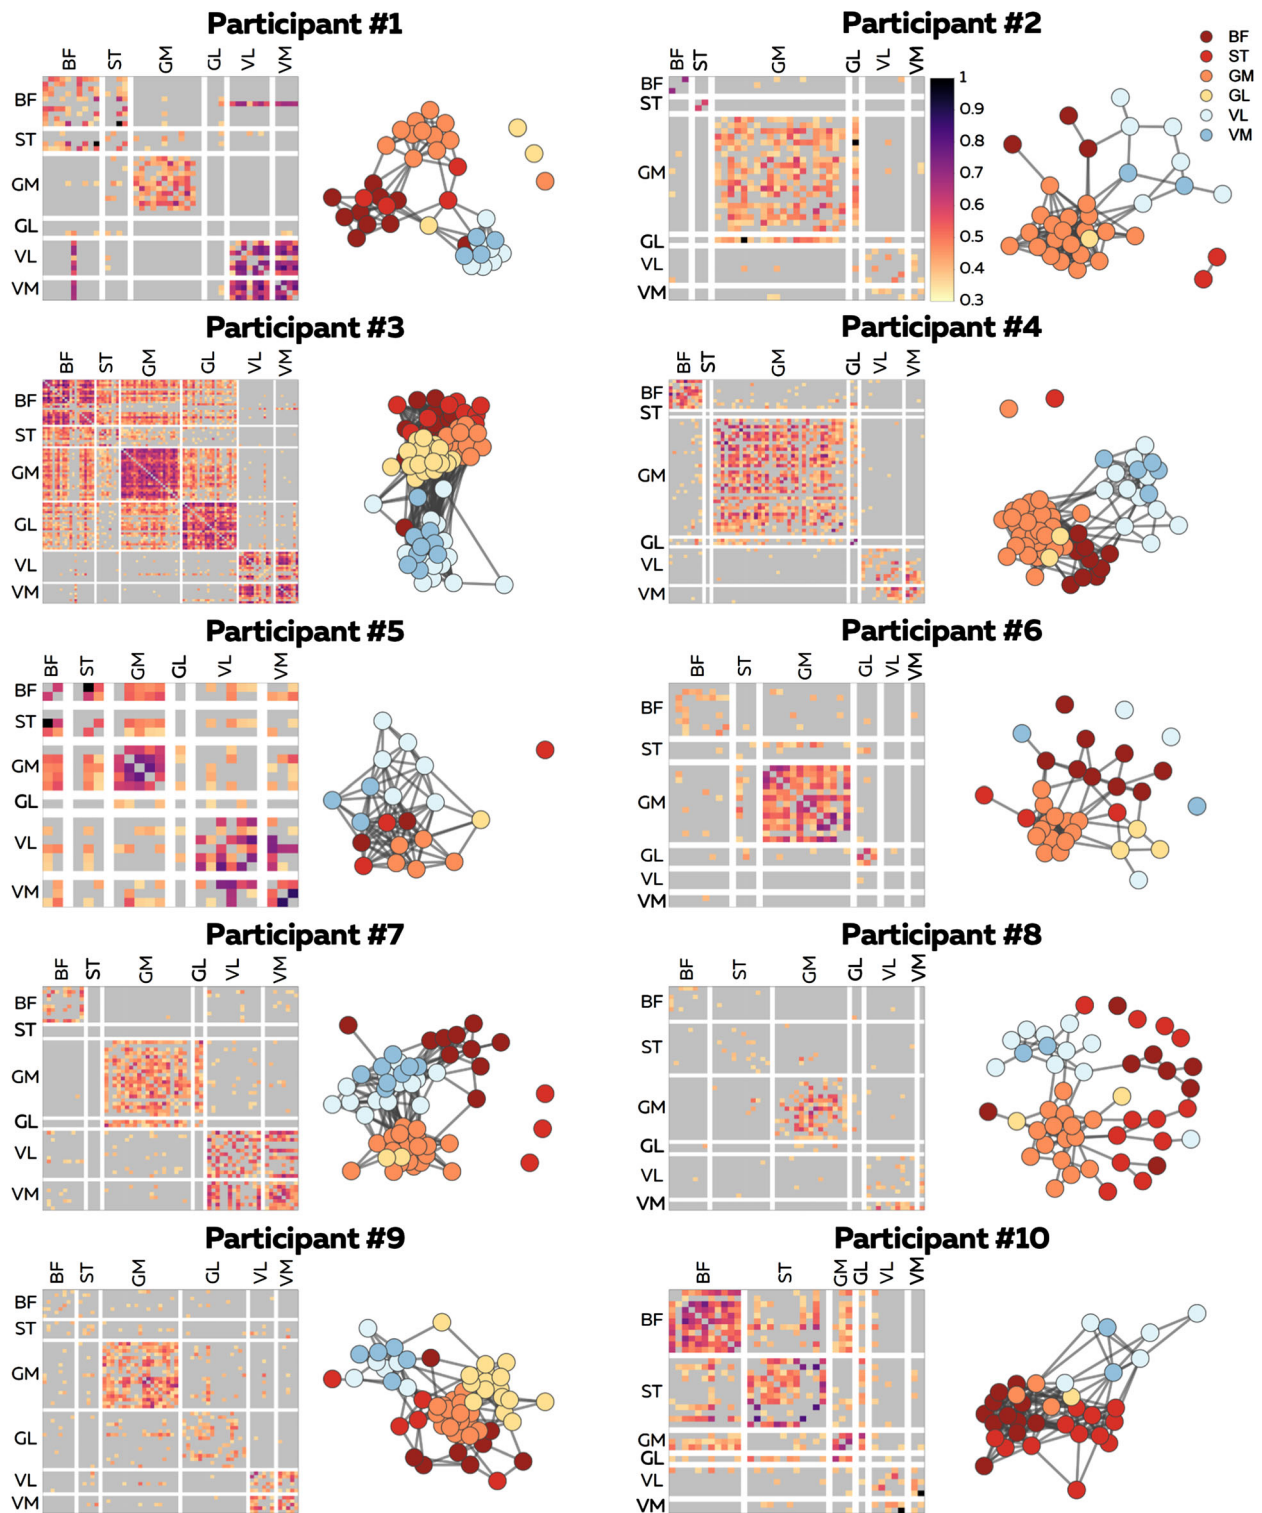 Participant #1
BF ST GM GL VL VM
BF
ST
GM
GL
VL
VM
Participant #2
BF ST GM GL VL VM
BF
ST
GM
GL
VL
VM
1
0.9
0.8
0.7
0.6
0.5
0.4
0.3
BF
ST
GM
GL
VL
VM
Participant #3
BF ST GM GL VL VM
BF
ST
GM
GL
VL
VM
Participant #4
BF ST GM GL VL VM
BF
ST
GM
GL
VL
VM
Participant #5
BF ST GM GL VL VM
BF
ST
GM
GL
VL
VM
Participant #6
BF ST GM GL VL VM
BF
ST
GM
GL
VL
VM
Participant #7
BF ST GM GL VL VM
BF
ST
GM
GL
VL
VM
Participant #8
BF ST GM GL VL VM
BF
ST
GM
GL
VL
VM
Participant #9
BF ST GM GL VL VM
BF
ST
GM
GL
VL
VM
Participant #10
BF ST GM GL VL VM
BF
ST
GM
GL
VL
VM